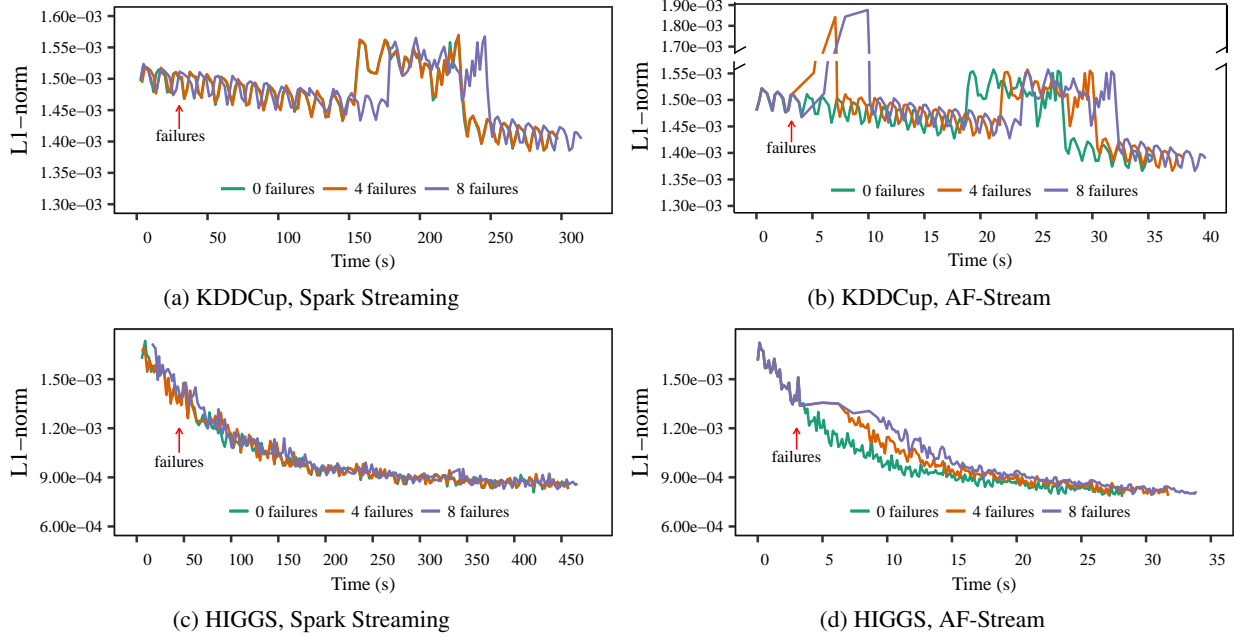 1.60e−03
1.55e−03
1.50e−03
1.45e−03
1.40e−03
1.30e−03
L1−norm
failures
0 failures 4 failures 8 failures
0 50 100 150 200 250 300
Time (s)
(a) KDDCup, Spark Streaming
1.90e−03
1.70e−03
1.55e−03
1.50e−03
1.45e−03
1.40e−03
1.35e−03
1.30e−03
L1−norm
failures
0 failures 4 failures 8 failures
0 5 10 15 20 25 30 35 40
Time (s)
(b) KDDCup, AF-Stream
1.50e−03
1.20e−03
9.00e−04
6.00e−04
L1−norm
failures
0 failures 4 failures 8 failures
0 50 100 150 200 250 300 350 400 450
Time (s)
(c) HIGGS, Spark Streaming
1.50e−03
1.20e−03
9.00e−04
6.00e−04
L1−norm
failures
0 failures 4 failures 8 failures
0 5 10 15 20 25 30 35
Time (s)
(d) HIGGS, AF-Stream